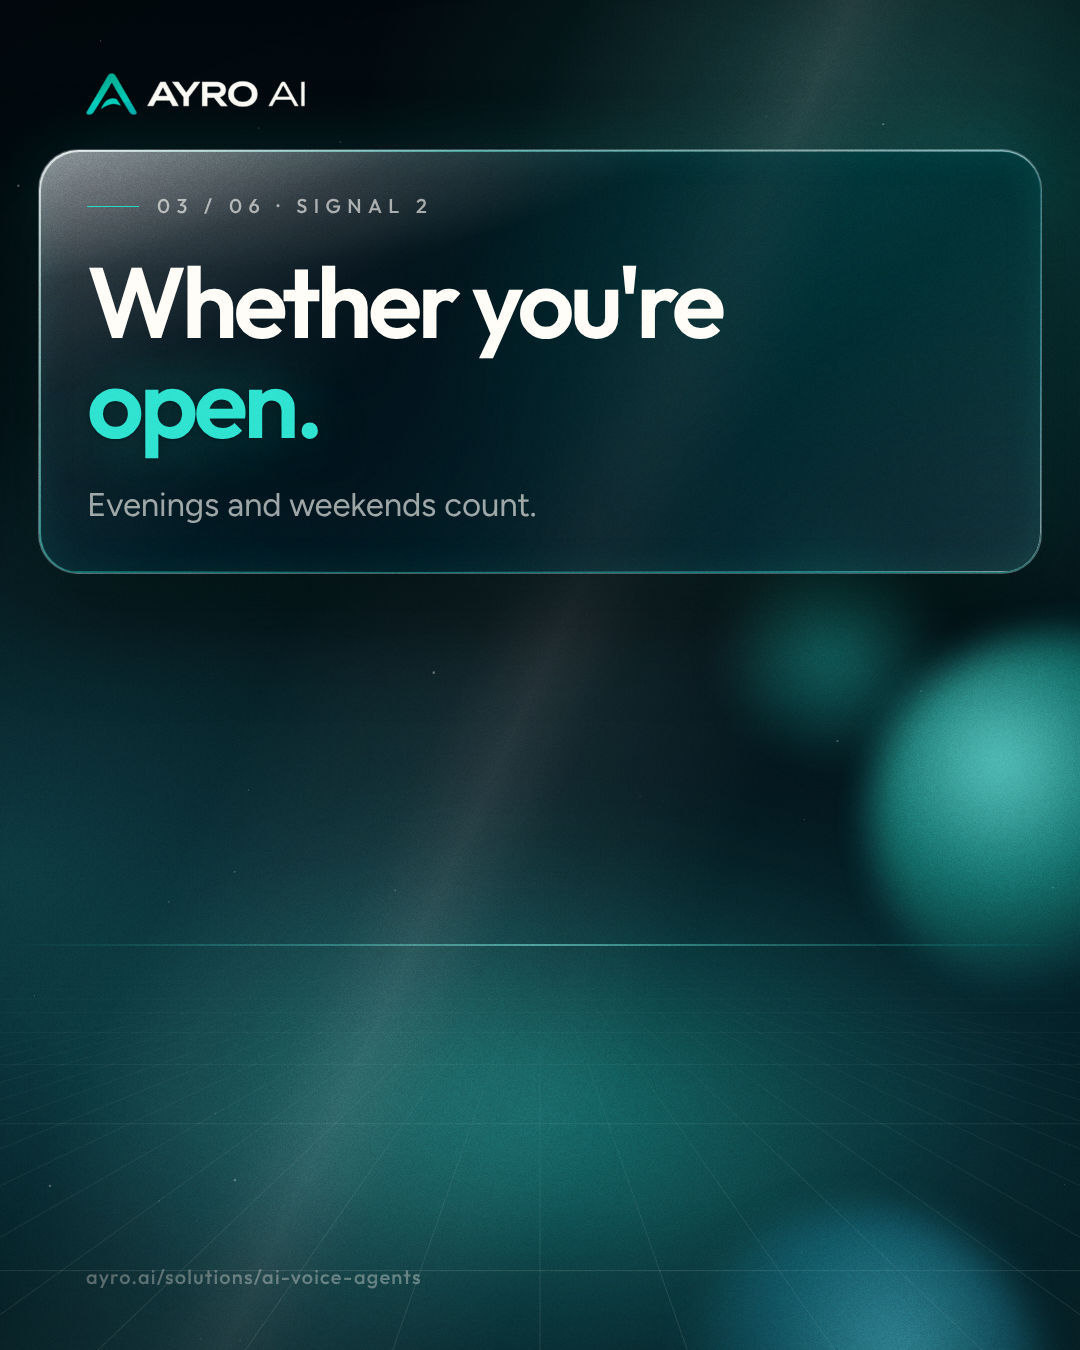 AYRO AI
03 / 06 · SIGNAL 2
Whether you're
open.
Evenings and weekends count.
ayro.ai/solutions/ai-voice-agents